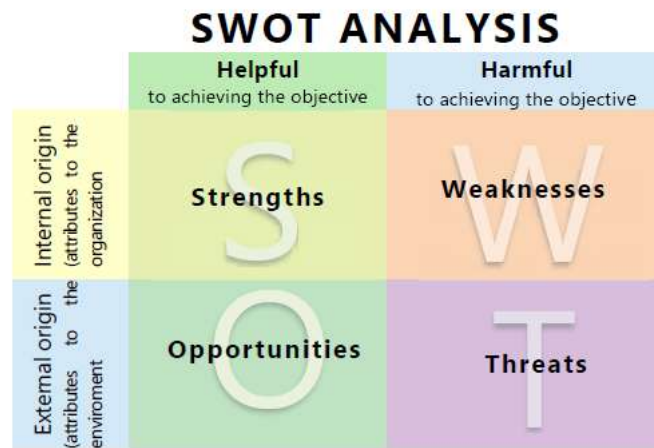 SWOT ANALYSIS
Helpful
to achieving the objective
Harmful
to achieving the objective
Internal origin
(attributes to the
organization
S
Strengths
W
Weaknesses
External origin
(attributes to the
enviroment
O
Opportunities
T
Threats